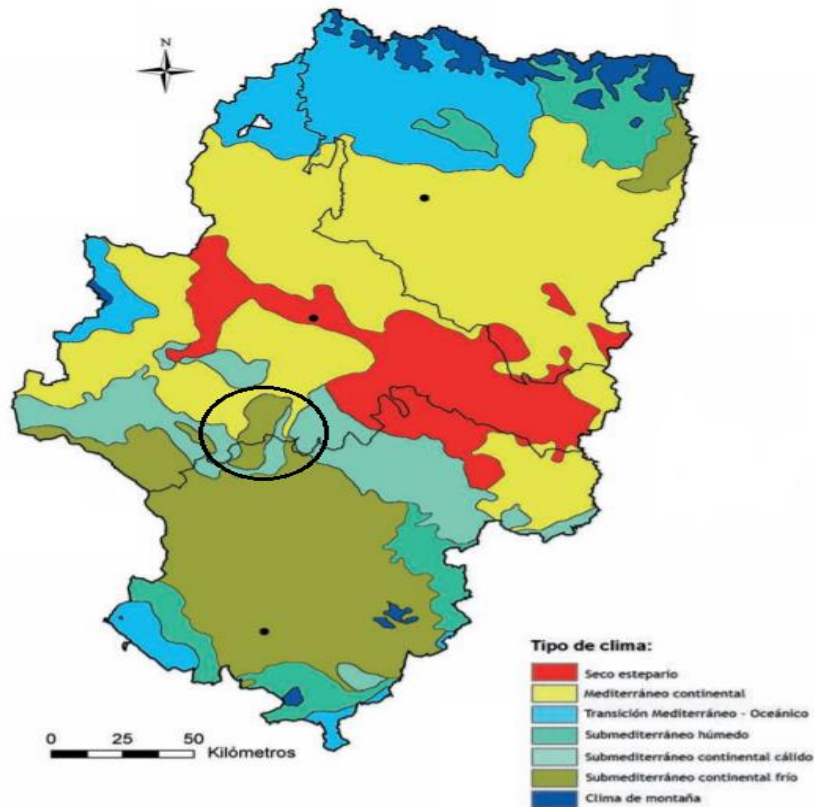 N
Tipo de clima:
Seco estepario
Mediterráneo continental
Transición Mediterráneo - Oceánico
Submediterráneo húmedo
Submediterráneo continental cálido
Submediterráneo continental frío
Clima de montaña
0 25 50
Kilómetros